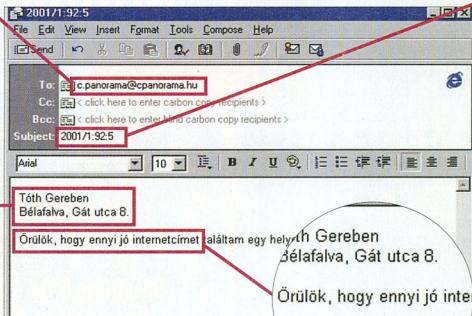 2001/1:92:5
File Edit View Insert Format Tools Compose Help
Send
To: c.panorama@cpanorama.hu
Cc: < click here to enter carbon copy recipients >
Bcc: < click here to enter blind carbon copy recipients >
Subject: 2001/1:92:5
Arial 10 B I U
Tóth Gereben
Bélafalva, Gát utca 8.
Örülök, hogy ennyi jó internetcímet találtam egy hely
th Gereben
Bélafalva, Gát utca 8.
Örülök, hogy ennyi jó inte